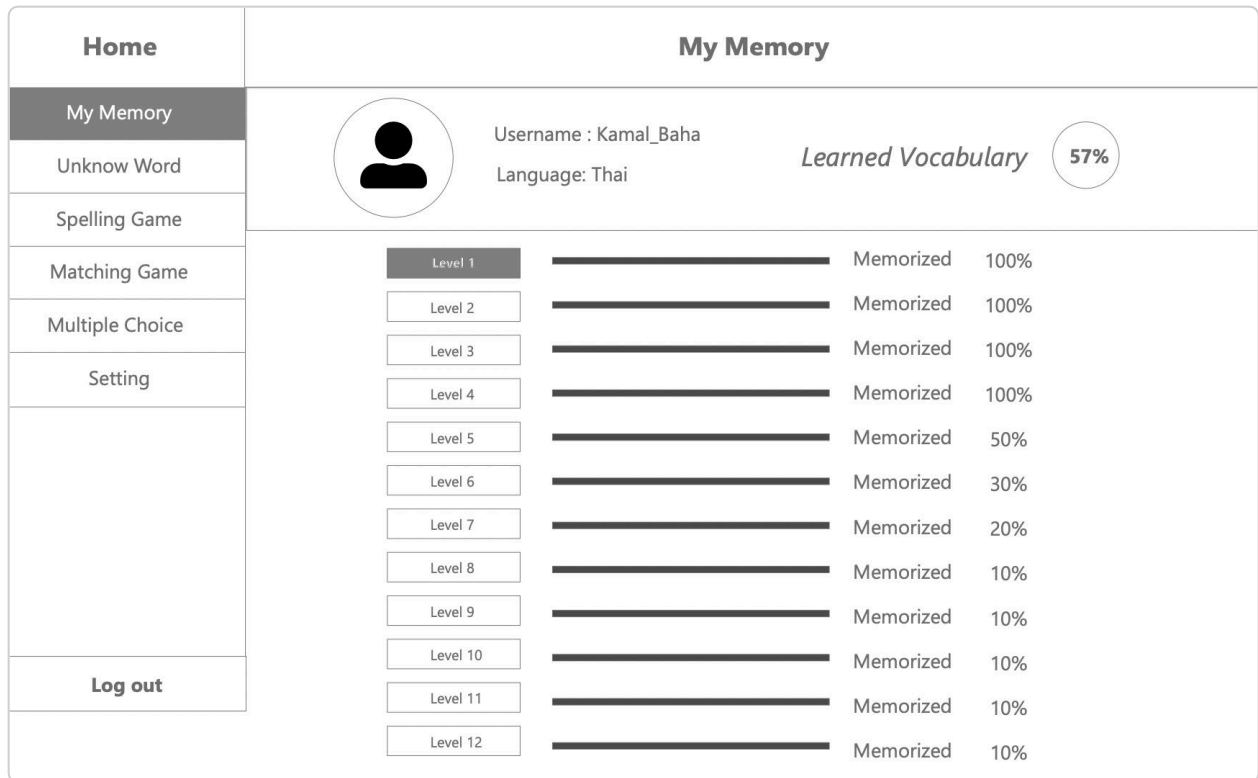 Home
My Memory
My Memory
Unknow Word
Spelling Game
Matching Game
Multiple Choice
Setting
Log out
Username : Kamal_Baha
Language: Thai
Learned Vocabulary 57%
Level 1 Memorized 100%
Level 2 Memorized 100%
Level 3 Memorized 100%
Level 4 Memorized 100%
Level 5 Memorized 50%
Level 6 Memorized 30%
Level 7 Memorized 20%
Level 8 Memorized 10%
Level 9 Memorized 10%
Level 10 Memorized 10%
Level 11 Memorized 10%
Level 12 Memorized 10%